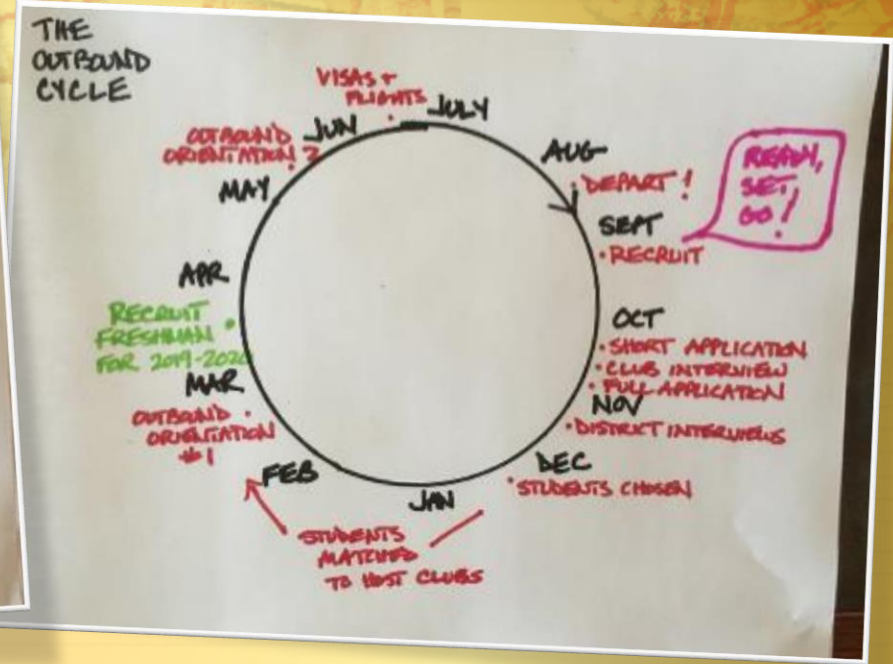 THE
OUTBOUND
CYCLE
VISAS +
FLIGHTS
JULY
AUG
DEPART!
READY,
SET,
GO!
SEPT
RECRUIT
OCT
SHORT APPLICATION
CLUB INTERVIEW
FULL APPLICATION
NOV
DISTRICT INTERVIEWS
DEC
STUDENTS CHOSEN
JAN
STUDENTS
MATCHED
TO HOST CLUBS
FEB
OUTBOUND
ORIENTATION
#1
MAR
RECRUIT
FRESHMAN
FOR 2019-2020
APR
MAY
OUTBOUND
ORIENTATION 2
JUN